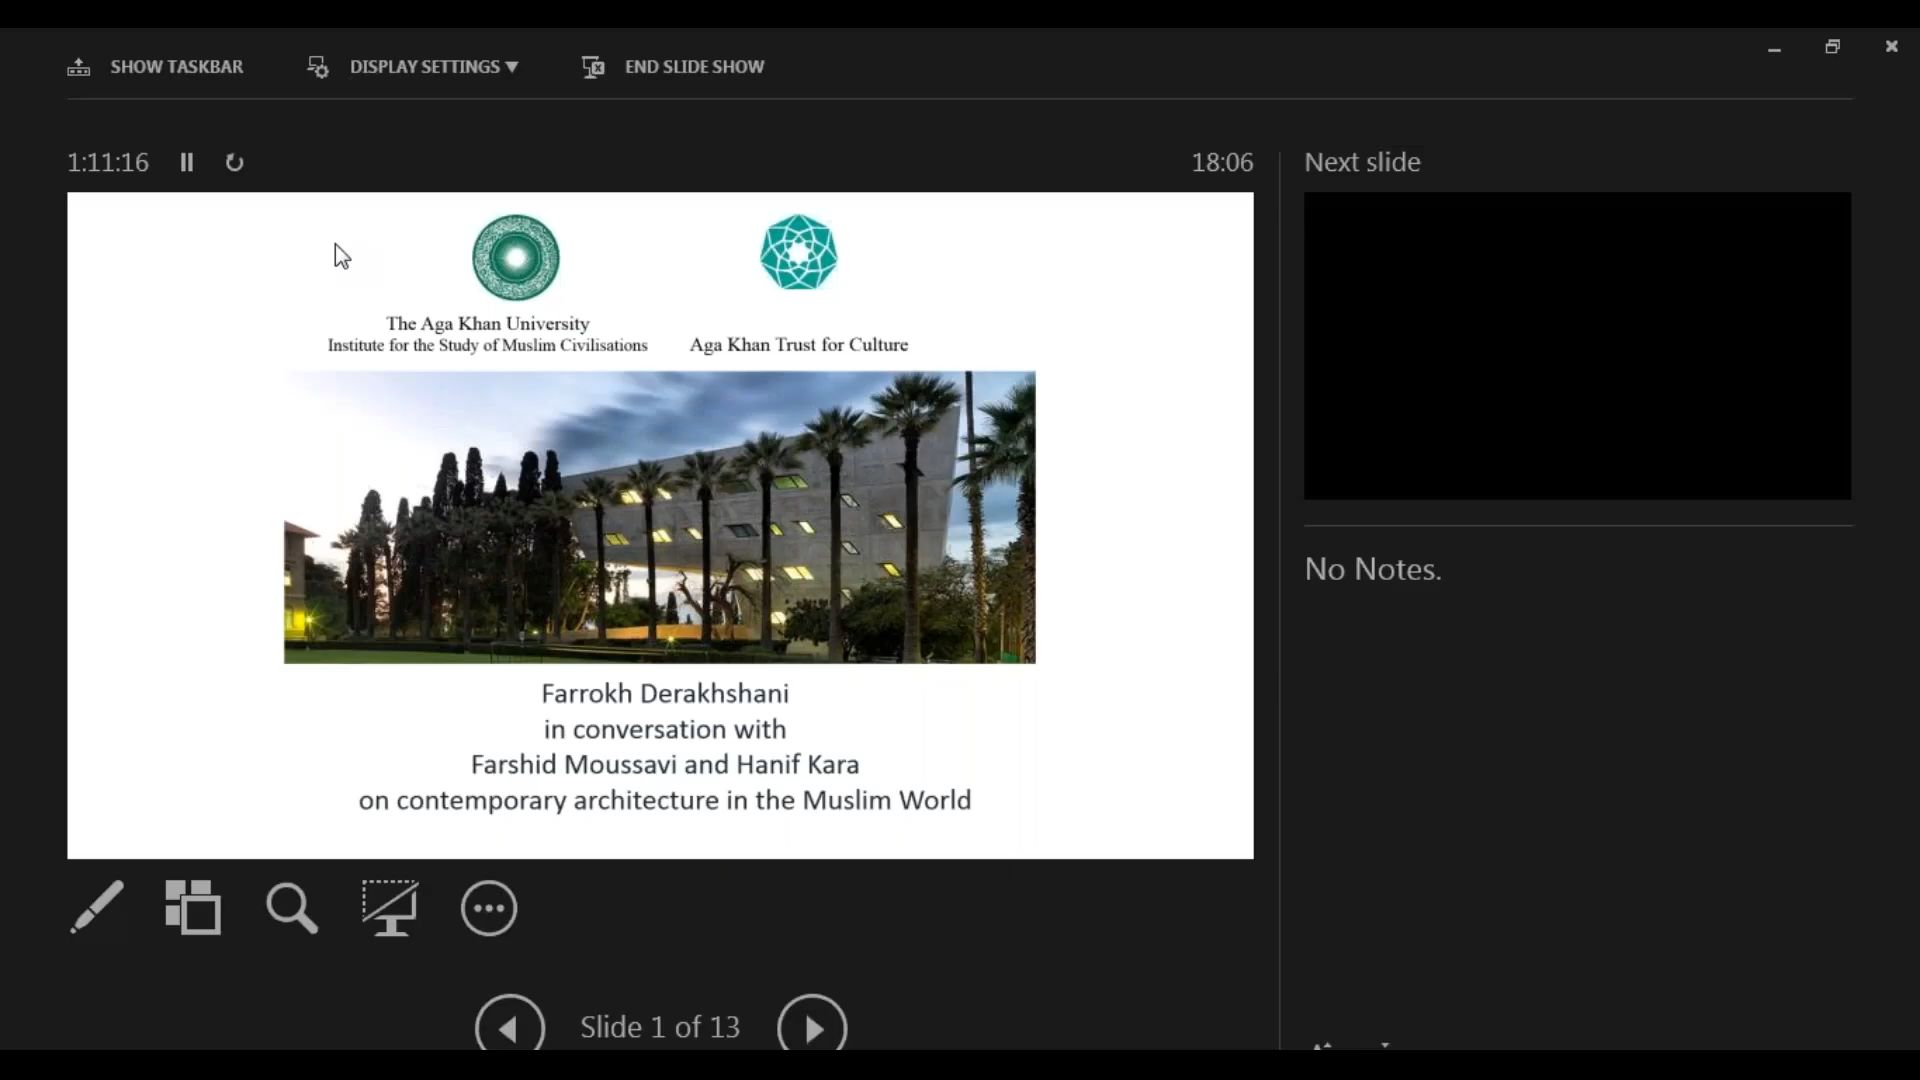 SHOW TASKBAR
DISPLAY SETTINGS ▼
END SLIDE SHOW
1:11:16
18:06
Next slide
The Aga Khan University
Institute for the Study of Muslim Civilisations
Aga Khan Trust for Culture
Farrokh Derakhshani
in conversation with
Farshid Moussavi and Hanif Kara
on contemporary architecture in the Muslim World
No Notes.
Slide 1 of 13